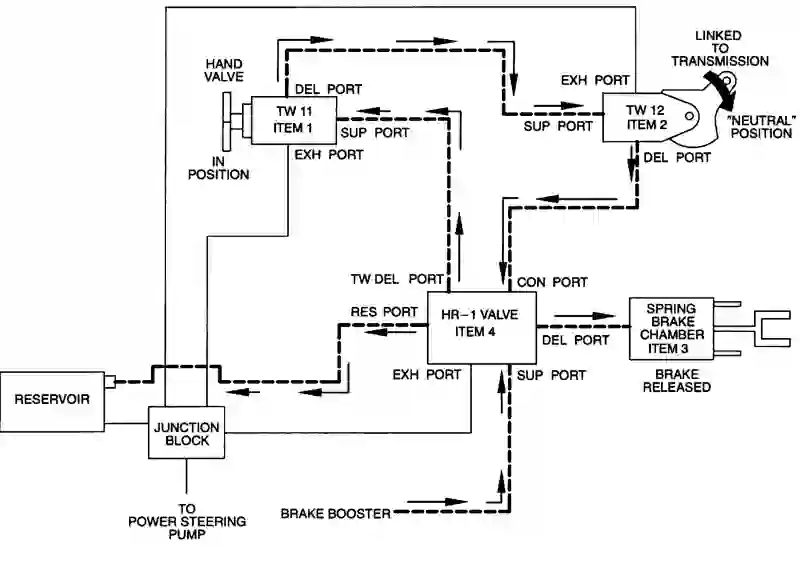 LINKED
TO
TRANSMISSION
HAND
VALVE
DEL PORT
EXH PORT
TW 11
ITEM 1
SUP PORT
SUP PORT
TW 12
ITEM 2
"NEUTRAL"
POSITION
IN
POSITION
EXH PORT
DEL PORT
TW DEL PORT
CON PORT
RES PORT
HR-1 VALVE
ITEM 4
SPRING
BRAKE
CHAMBER
ITEM 3
DEL PORT
EXH PORT
SUP PORT
BRAKE
RELEASED
RESERVOIR
JUNCTION
BLOCK
TO
POWER STEERING
PUMP
BRAKE BOOSTER